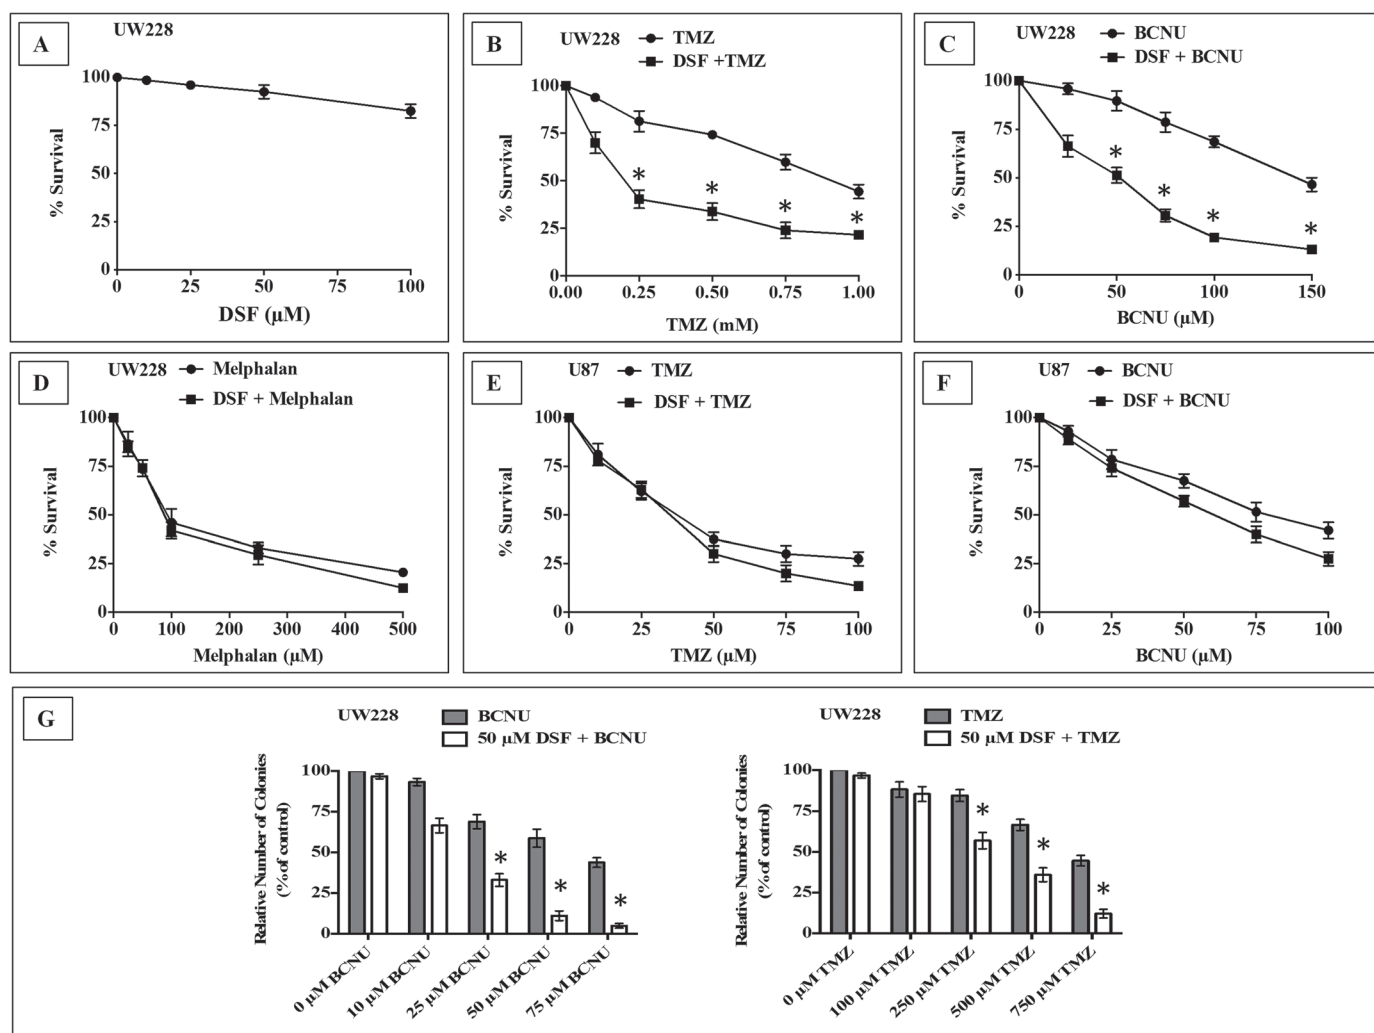 A
UW228
% Survival
100
75
50
25
0
0 25 50 75 100
DSF (μM)
B
UW228
TMZ
DSF +TMZ
% Survival
100
75
50
25
0
0.00 0.25 0.50 0.75 1.00
TMZ (mM)
* * * *
C
UW228
BCNU
DSF + BCNU
% Survival
100
75
50
25
0
0 50 100 150
BCNU (μM)
* * * *
D
UW228
Melphalan
DSF + Melphalan
% Survival
100
75
50
25
0
0 100 200 300 400 500
Melphalan (μM)
E
U87
TMZ
DSF + TMZ
% Survival
100
75
50
25
0
0 25 50 75 100
TMZ (μM)
F
U87
BCNU
DSF + BCNU
% Survival
100
75
50
25
0
0 25 50 75 100
BCNU (μM)
G
UW228
BCNU
50 μM DSF + BCNU
Relative Number of Colonies
(% of control)
100
75
50
25
0
* * *
0 μM BCNU
10 μM BCNU
25 μM BCNU
50 μM BCNU
75 μM BCNU
UW228
TMZ
50 μM DSF + TMZ
Relative Number of Colonies
(% of control)
100
75
50
25
0
* * *
0 μM TMZ
100 μM TMZ
250 μM TMZ
500 μM TMZ
750 μM TMZ